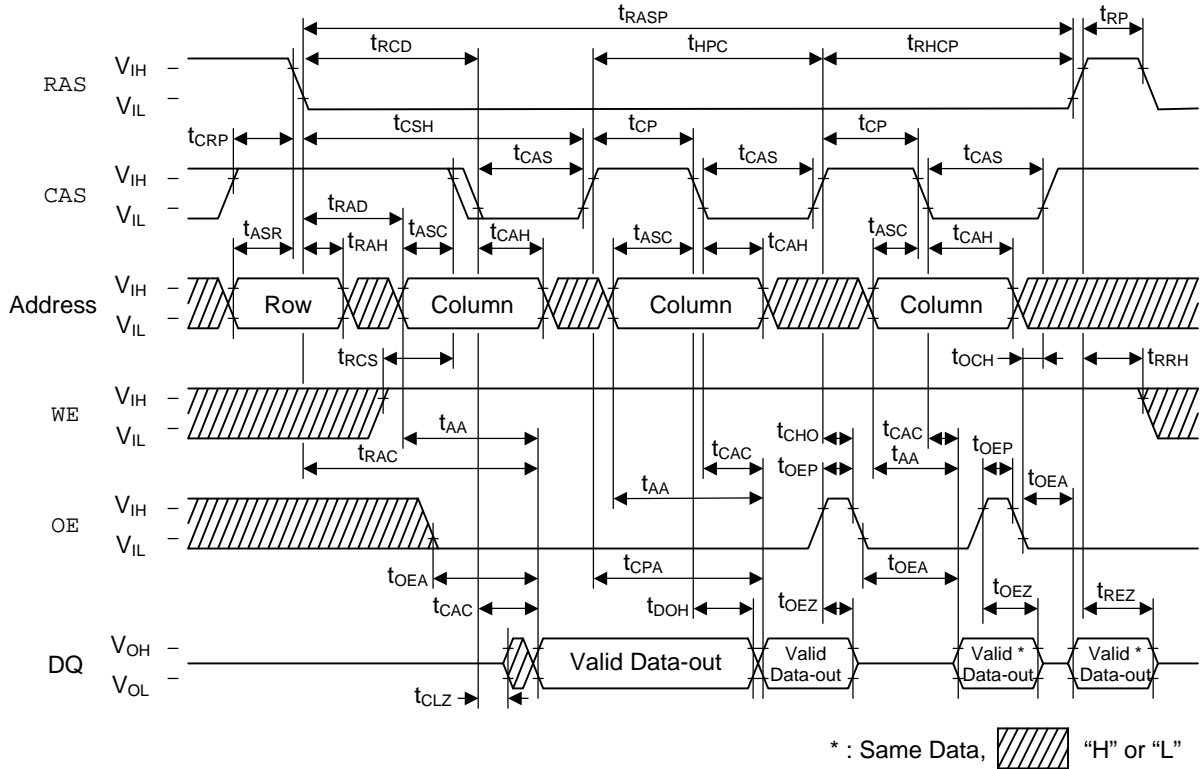 tRASP
tRP
tRCD
tHPC
tRHCP
RAS
VIH
VIL
tCRP
tCSH
tCP
tCP
tCAS
tCAS
tCAS
CAS
VIH
VIL
tRAD
tASR
tRAH
tASC
tCAH
tASC
tCAH
tASC
tCAH
Address
VIH
VIL
Row
Column
Column
Column
tRCS
tOCH
tRRH
WE
VIH
VIL
tAA
tRAC
tCAC
tCHO
tOEP
tCAC
tAA
tOEP
tOEA
OE
VIH
VIL
tAA
tOEA
tCPA
tOEA
tCAC
tDOH
tOEZ
tOEZ
tREZ
DQ
VOH
VOL
Valid Data-out
Valid
Data-out
Valid *
Data-out
Valid *
Data-out
tCLZ
* : Same Data, “H” or “L”